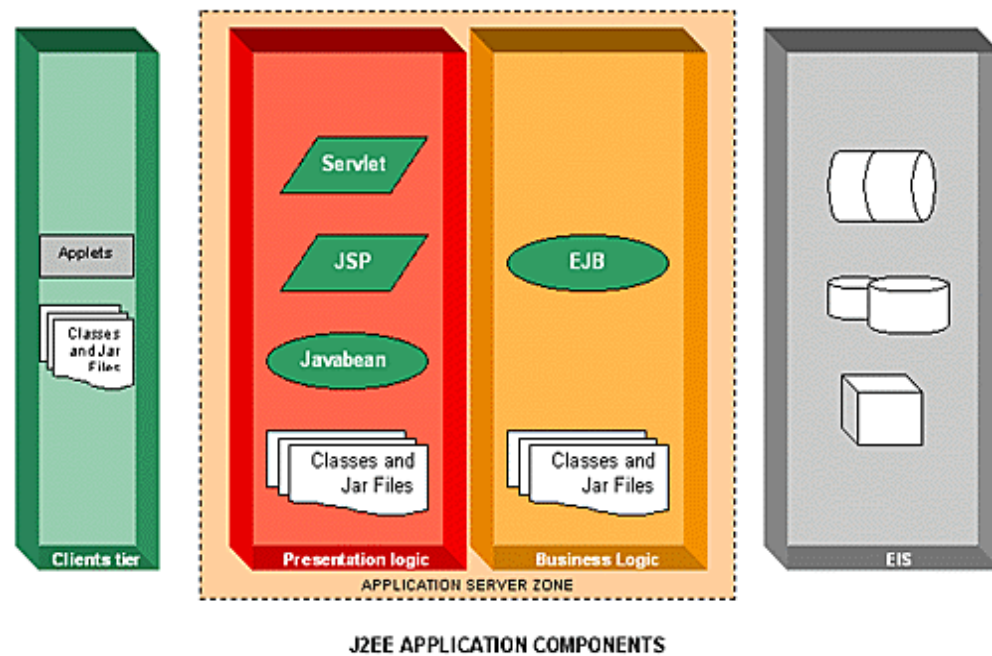 Applets
Classes
and Jar
Files
Clients tier
Servlet
JSP
Javabean
Classes and
Jar Files
Presentation logic
EJB
Classes and
Jar Files
Business Logic
EIS
APPLICATION SERVER ZONE
J2EE APPLICATION COMPONENTS